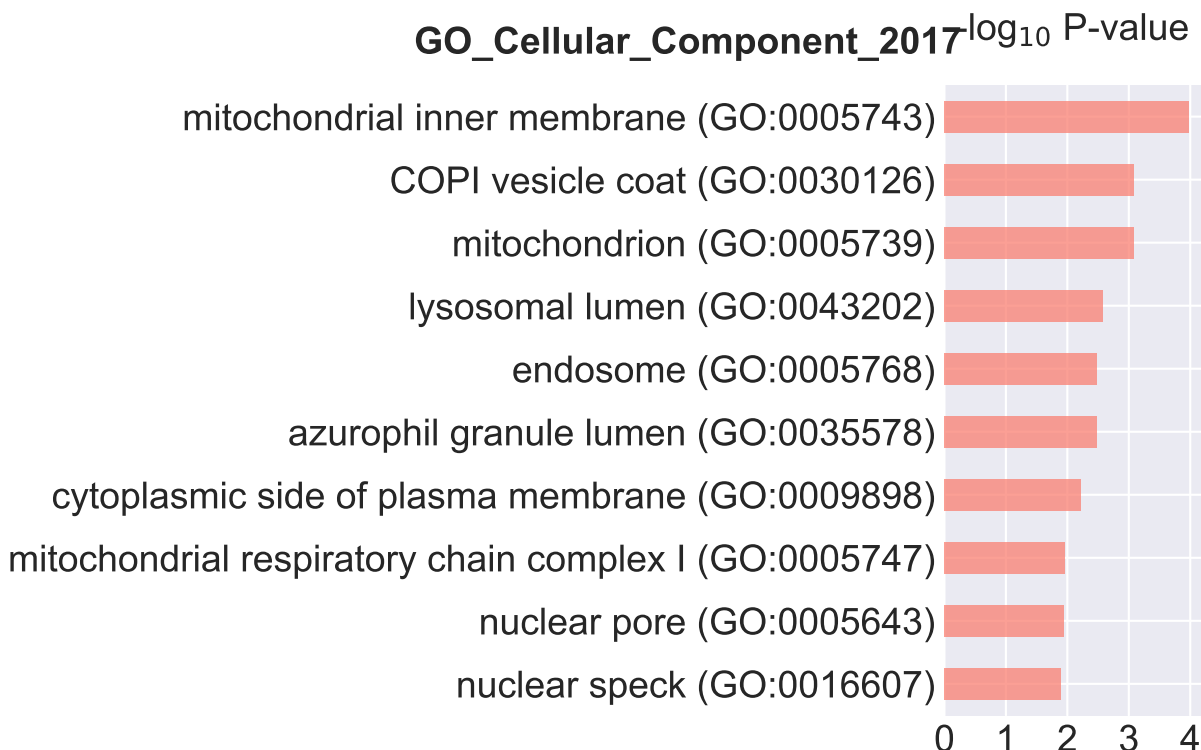 GO_Cellular_Component_2017
-log10 P-value
mitochondrial inner membrane (GO:0005743)
COPI vesicle coat (GO:0030126)
mitochondrion (GO:0005739)
lysosomal lumen (GO:0043202)
endosome (GO:0005768)
azurophil granule lumen (GO:0035578)
cytoplasmic side of plasma membrane (GO:0009898)
mitochondrial respiratory chain complex I (GO:0005747)
nuclear pore (GO:0005643)
nuclear speck (GO:0016607)
0 1 2 3 4